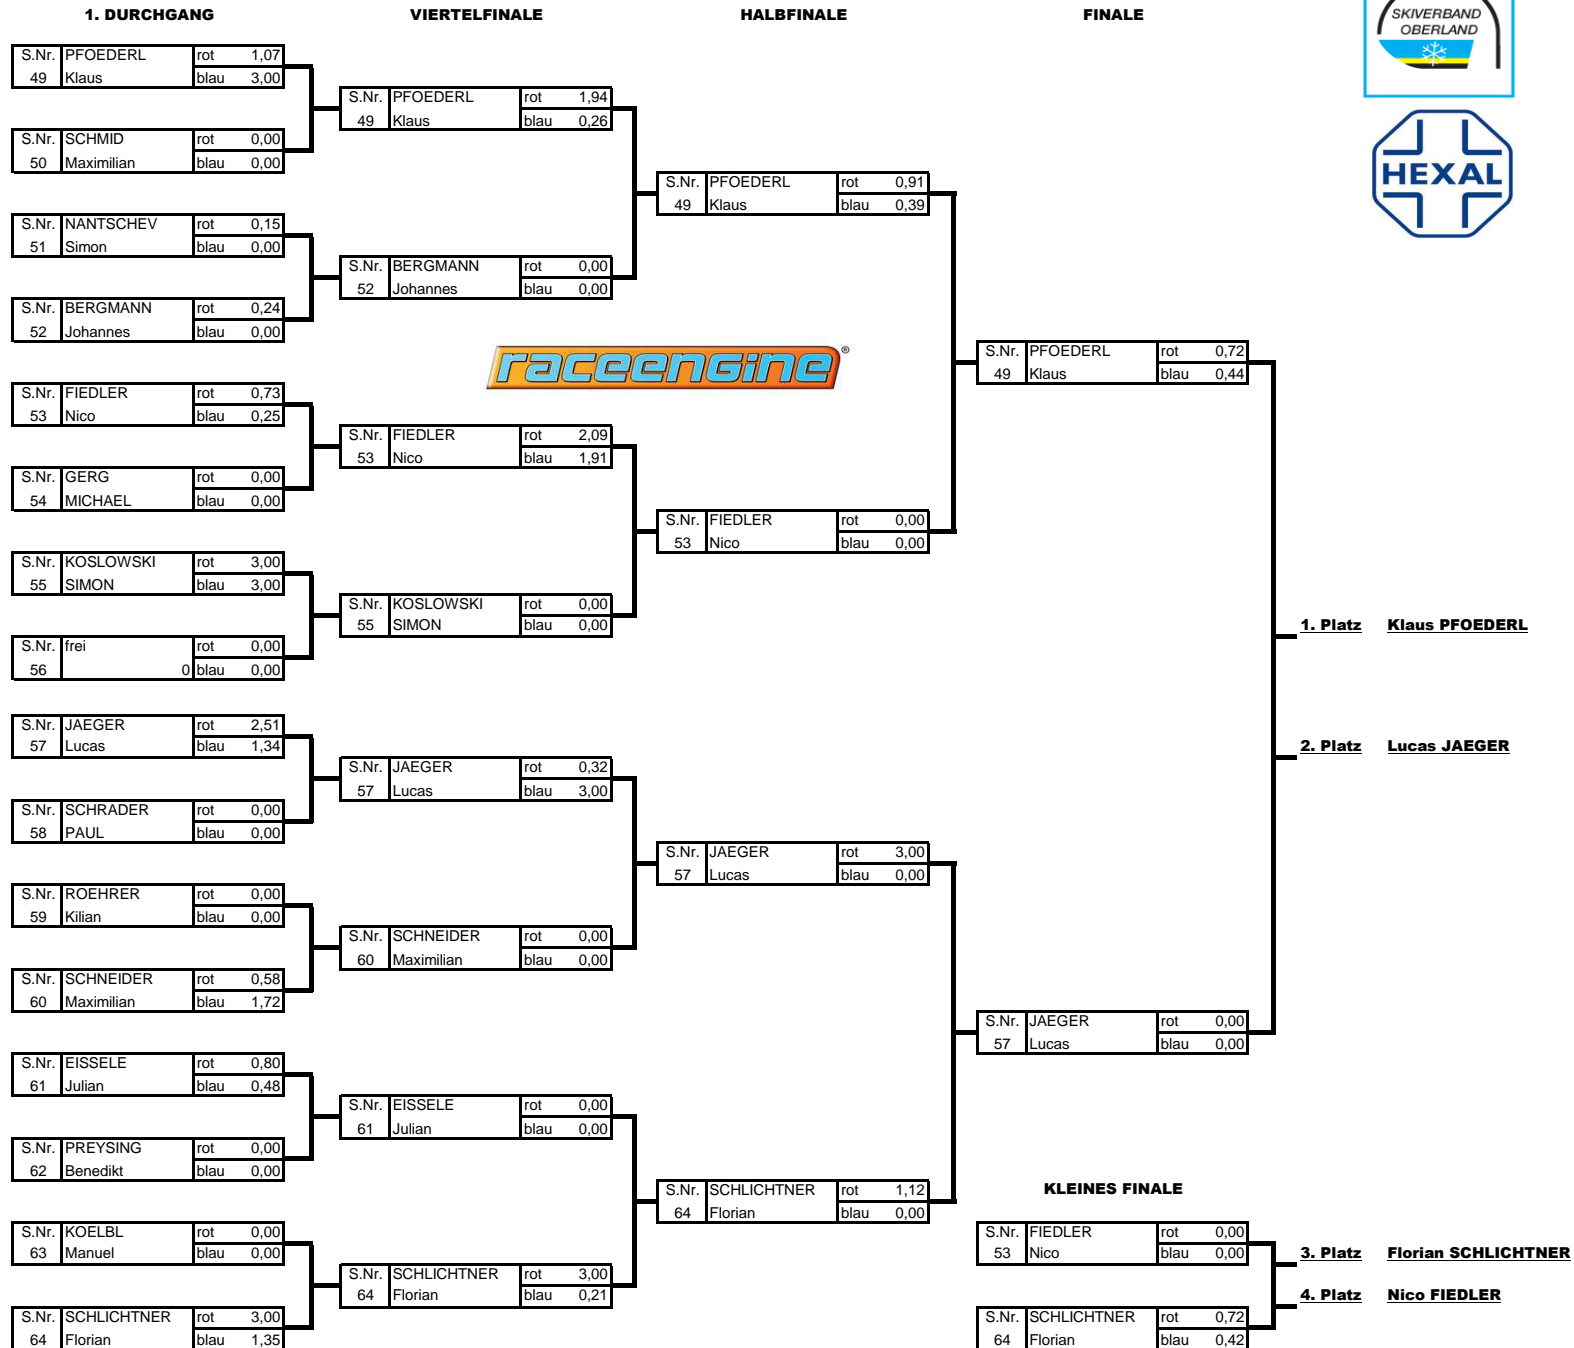 1. DURCHGANG VIERTELFINALE HALBFINALE FINALE
SKIVERBAND
OBERLAND
HEXAL
S.Nr. PFOEDERL rot 1,07
49 Klaus blau 3,00
S.Nr. SCHMID rot 0,00
50 Maximilian blau 0,00
S.Nr. NANTSCHEV rot 0,15
51 Simon blau 0,00
S.Nr. BERGMANN rot 0,24
52 Johannes blau 0,00
S.Nr. FIEDLER rot 0,73
53 Nico blau 0,25
S.Nr. GERG rot 0,00
54 MICHAEL blau 0,00
S.Nr. KOSLOWSKI rot 3,00
55 SIMON blau 3,00
S.Nr. frei rot 0,00
56 0 blau 0,00
S.Nr. JAEGER rot 2,51
57 Lucas blau 1,34
S.Nr. SCHRADER rot 0,00
58 PAUL blau 0,00
S.Nr. ROEHRER rot 0,00
59 Kilian blau 0,00
S.Nr. SCHNEIDER rot 0,58
60 Maximilian blau 1,72
S.Nr. EISSELE rot 0,80
61 Julian blau 0,48
S.Nr. PREYSING rot 0,00
62 Benedikt blau 0,00
S.Nr. KOELBL rot 0,00
63 Manuel blau 0,00
S.Nr. SCHLICHTNER rot 3,00
64 Florian blau 1,35
S.Nr. PFOEDERL rot 1,94
49 Klaus blau 0,26
S.Nr. BERGMANN rot 0,00
52 Johannes blau 0,00
raceengine®
S.Nr. FIEDLER rot 2,09
53 Nico blau 1,91
S.Nr. KOSLOWSKI rot 0,00
55 SIMON blau 0,00
S.Nr. JAEGER rot 0,32
57 Lucas blau 3,00
S.Nr. SCHNEIDER rot 0,00
60 Maximilian blau 0,00
S.Nr. EISSELE rot 0,00
61 Julian blau 0,00
S.Nr. SCHLICHTNER rot 3,00
64 Florian blau 0,21
S.Nr. PFOEDERL rot 0,91
49 Klaus blau 0,39
S.Nr. FIEDLER rot 0,00
53 Nico blau 0,00
S.Nr. JAEGER rot 3,00
57 Lucas blau 0,00
S.Nr. SCHLICHTNER rot 1,12
64 Florian blau 0,00
S.Nr. PFOEDERL rot 0,72
49 Klaus blau 0,44
S.Nr. JAEGER rot 0,00
57 Lucas blau 0,00
1. Platz Klaus PFOEDERL
2. Platz Lucas JAEGER
KLEINES FINALE
S.Nr. FIEDLER rot 0,00
53 Nico blau 0,00
S.Nr. SCHLICHTNER rot 0,72
64 Florian blau 0,42
3. Platz Florian SCHLICHTNER
4. Platz Nico FIEDLER